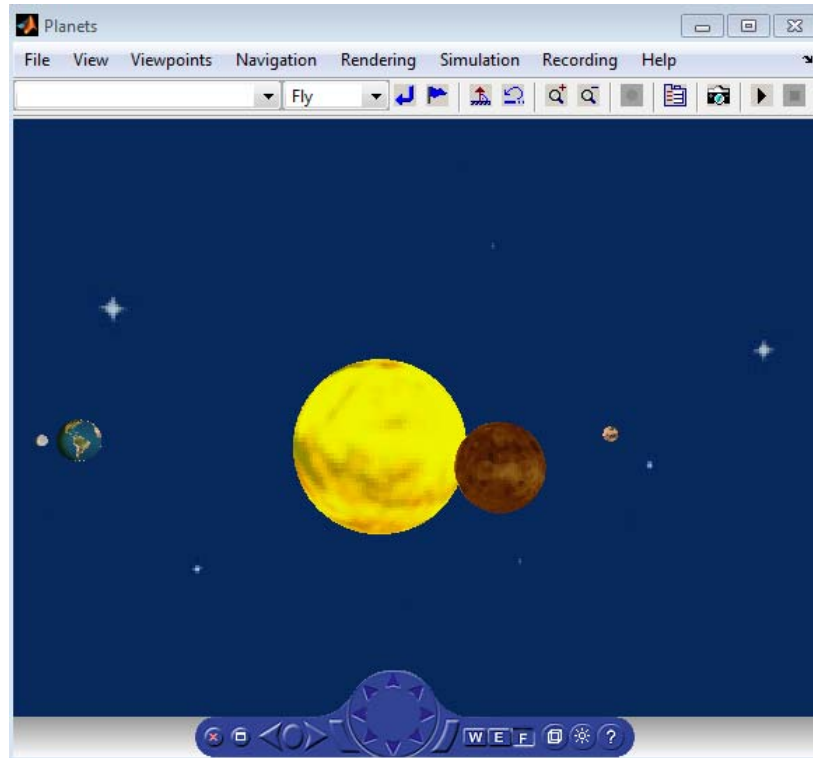 Planets
File View Viewpoints Navigation Rendering Simulation Recording Help
Fly
W E F ?